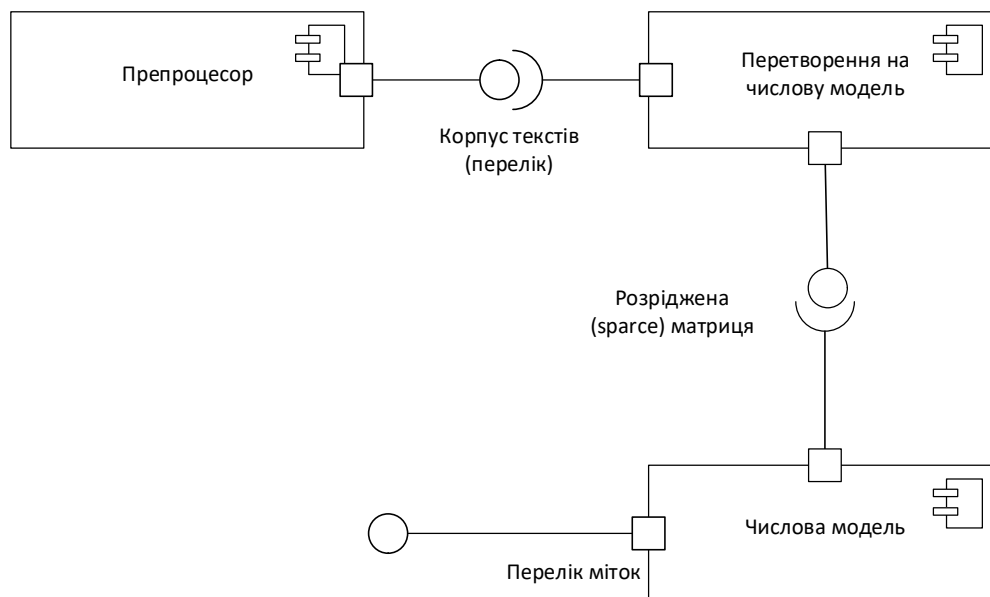 Препроцесор
Перетворення на
числову модель
Корпус текстів
(перелік)
Розріджена
(sparce) матриця
Числова модель
Перелік міток